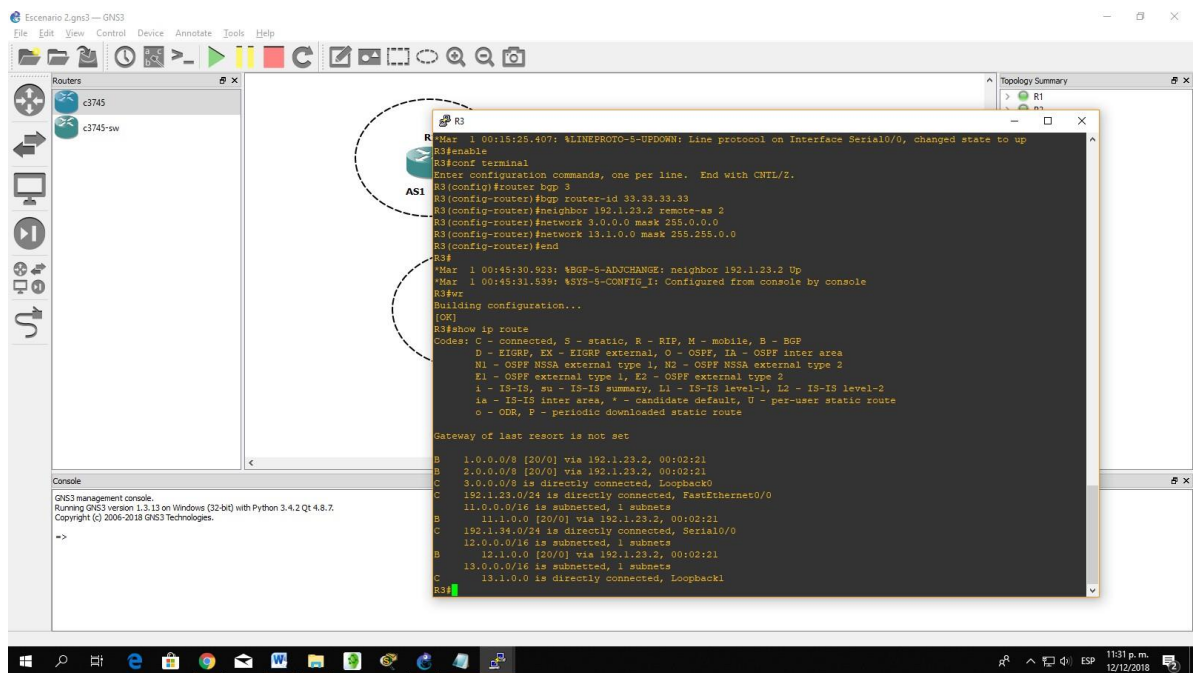 Escenario 2.gns3 — GNS3
File Edit View Control Device Annotate Tools Help
Routers
c3745
c3745-sw
AS1
Topology Summary
R1
R3
*Mar  1 00:15:25.407: %LINEPROTO-5-UPDOWN: Line protocol on Interface Serial0/0, changed state to up
R3#enable
R3#conf terminal
Enter configuration commands, one per line.  End with CNTL/Z.
R3(config)#router bgp 3
R3(config-router)#bgp router-id 33.33.33.33
R3(config-router)#neighbor 192.1.23.2 remote-as 2
R3(config-router)#network 3.0.0.0 mask 255.0.0.0
R3(config-router)#network 13.1.0.0 mask 255.255.0.0
R3(config-router)#end
R3#
*Mar  1 00:45:30.923: %BGP-5-ADJCHANGE: neighbor 192.1.23.2 Up
*Mar  1 00:45:31.539: %SYS-5-CONFIG_I: Configured from console by console
R3#wr
Building configuration...
[OK]
R3#show ip route
Codes: C - connected, S - static, R - RIP, M - mobile, B - BGP
D - EIGRP, EX - EIGRP external, O - OSPF, IA - OSPF inter area
N1 - OSPF NSSA external type 1, N2 - OSPF NSSA external type 2
E1 - OSPF external type 1, E2 - OSPF external type 2
i - IS-IS, su - IS-IS summary, L1 - IS-IS level-1, L2 - IS-IS level-2
ia - IS-IS inter area, * - candidate default, U - per-user static route
o - ODR, P - periodic downloaded static route
Gateway of last resort is not set
B    1.0.0.0/8 [20/0] via 192.1.23.2, 00:02:21
B    2.0.0.0/8 [20/0] via 192.1.23.2, 00:02:21
C    3.0.0.0/8 is directly connected, Loopback0
C    192.1.23.0/24 is directly connected, FastEthernet0/0
11.0.0.0/16 is subnetted, 1 subnets
B       11.1.0.0 [20/0] via 192.1.23.2, 00:02:21
C    192.1.34.0/24 is directly connected, Serial0/0
12.0.0.0/16 is subnetted, 1 subnets
B       12.1.0.0 [20/0] via 192.1.23.2, 00:02:21
13.0.0.0/16 is subnetted, 1 subnets
C       13.1.0.0 is directly connected, Loopback1
R3#
Console
GNS3 management console.
Running GNS3 version 1.3.13 on Windows (32-bit) with Python 3.4.2 Qt 4.8.7.
Copyright (c) 2006-2018 GNS3 Technologies.
=>
ESP
11:31 p. m.
12/12/2018